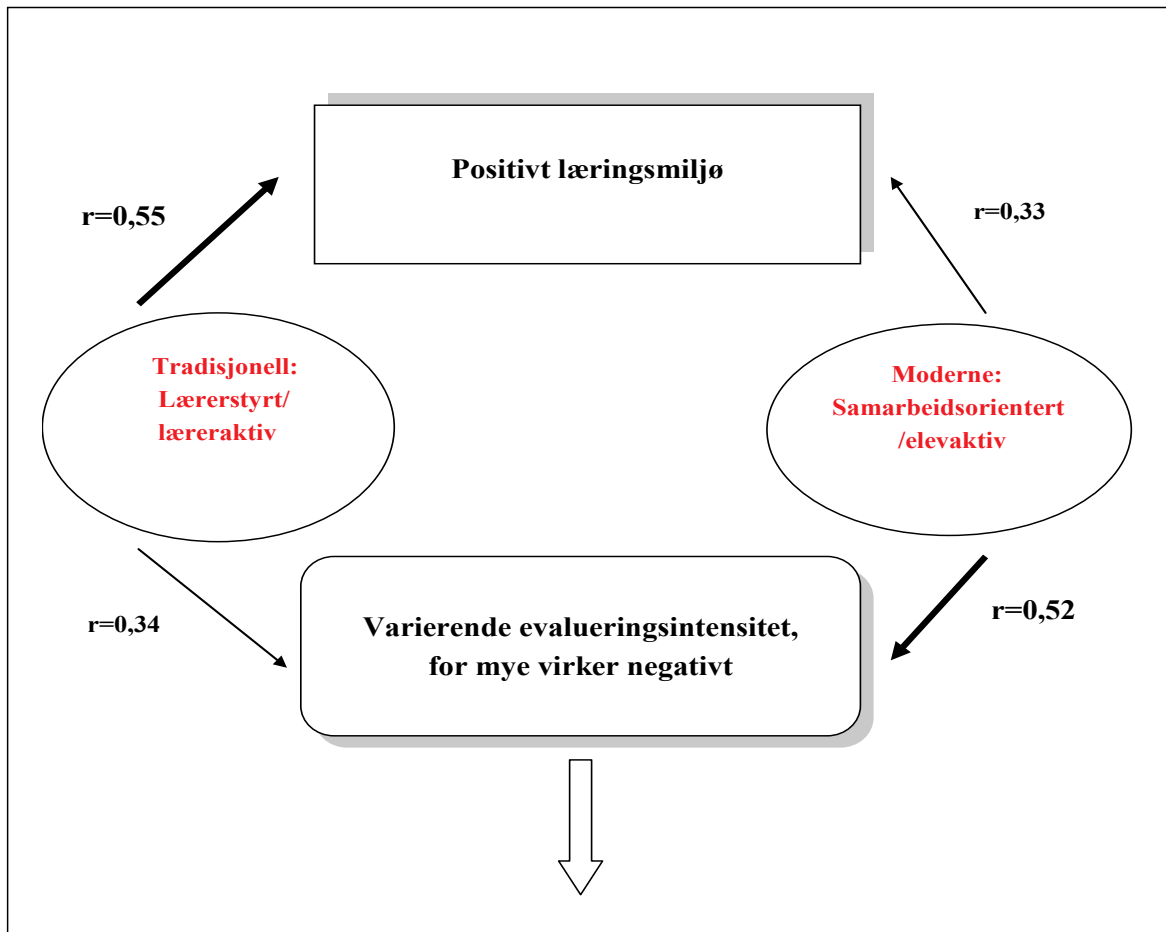 Positivt læringsmiljø
r=0,55
r=0,33
Tradisjonell:
Lærerstyrt/
læreraktiv
Moderne:
Samarbeidsorientert
/elevaktiv
r=0,34
Varierende evalueringsintensitet,
for mye virker negativt
r=0,52